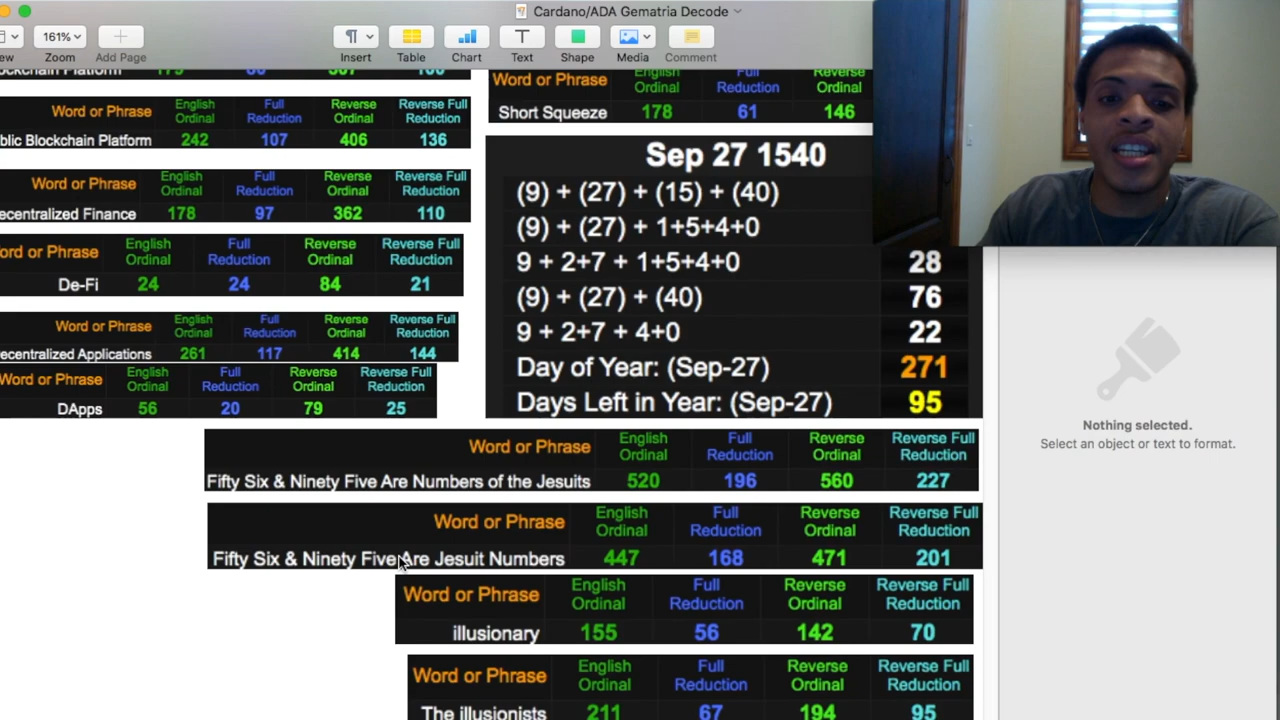 Cardano/ADA Gematria Decode
161%
Zoom
Add Page
Insert
Table
Chart
Text
Shape
Media
Comment
Word or Phrase English Ordinal Full Reduction Reverse Ordinal Reverse Full Reduction
Blockchain Platform 242 107 406 136
Word or Phrase English Ordinal Full Reduction Reverse Ordinal Reverse Full Reduction
Finance 178 97 362 110
or Phrase English Ordinal Full Reduction Reverse Ordinal Reverse Full Reduction
De-Fi 24 24 84 21
Word or Phrase English Ordinal Full Reduction Reverse Ordinal Reverse Full Reduction
Applications 261 117 414 144
Word or Phrase English Ordinal Full Reduction Reverse Ordinal Reverse Full Reduction
DApps 56 20 79 25
Word or Phrase English Ordinal Full Reduction Reverse Ordinal
Short Squeeze 178 61 146
Sep 27 1540
(9) + (27) + (15) + (40)
(9) + (27) + 1+5+4+0
9 + 2+7 + 1+5+4+0 28
(9) + (27) + (40) 76
9 + 2+7 + 4+0 22
Day of Year: (Sep-27) 271
Days Left in Year: (Sep-27) 95
Word or Phrase English Ordinal Full Reduction Reverse Ordinal Reverse Full Reduction
Fifty Six & Ninety Five Are Numbers of the Jesuits 520 196 560 227
Word or Phrase English Ordinal Full Reduction Reverse Ordinal Reverse Full Reduction
Fifty Six & Ninety Five Are Jesuit Numbers 447 168 471 201
Word or Phrase English Ordinal Full Reduction Reverse Ordinal Reverse Full Reduction
illusionary 155 56 142 70
Word or Phrase English Ordinal Full Reduction Reverse Ordinal Reverse Full Reduction
The illusionists 211 67 194 95
Nothing selected.
Select an object or text to format.